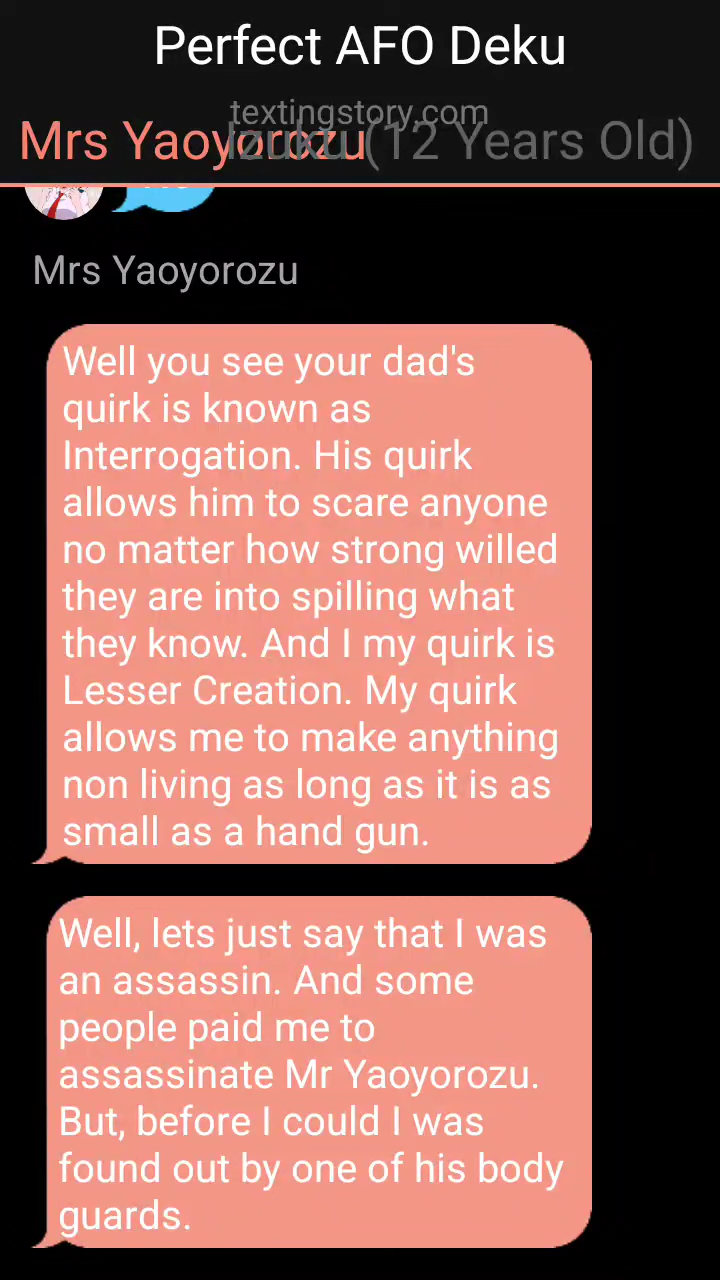 Perfect AFO Deku
textingstory.com
Mrs Yaoyorozu
Izuku (12 Years Old)
Mrs Yaoyorozu
Well you see your dad's
quirk is known as
Interrogation. His quirk
allows him to scare anyone
no matter how strong willed
they are into spilling what
they know. And I my quirk is
Lesser Creation. My quirk
allows me to make anything
non living as long as it is as
small as a hand gun.
Well, lets just say that I was
an assassin. And some
people paid me to
assassinate Mr Yaoyorozu.
But, before I could I was
found out by one of his body
guards.